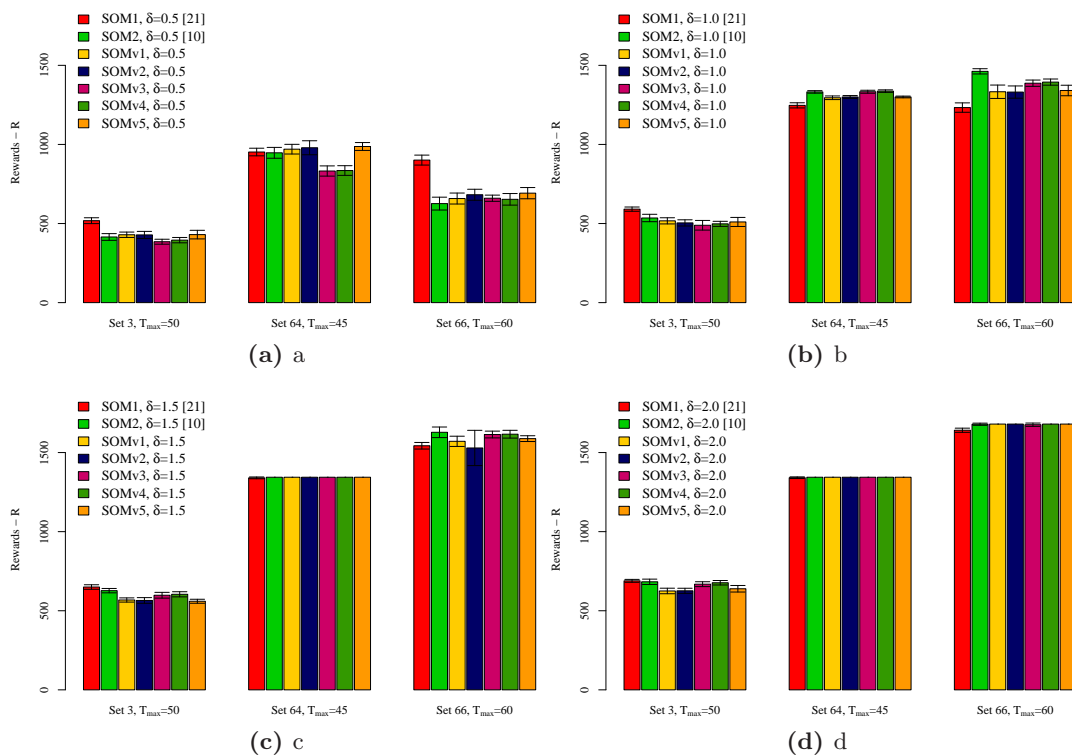 SOM1, δ=0.5 [21]
SOM2, δ=0.5 [10]
SOMv1, δ=0.5
SOMv2, δ=0.5
SOMv3, δ=0.5
SOMv4, δ=0.5
SOMv5, δ=0.5
Rewards – R
0
500
1000
1500
Set 3, Tmax=50
Set 64, Tmax=45
Set 66, Tmax=60
(a) a
SOM1, δ=1.0 [21]
SOM2, δ=1.0 [10]
SOMv1, δ=1.0
SOMv2, δ=1.0
SOMv3, δ=1.0
SOMv4, δ=1.0
SOMv5, δ=1.0
Rewards – R
0
500
1000
1500
Set 3, Tmax=50
Set 64, Tmax=45
Set 66, Tmax=60
(b) b
SOM1, δ=1.5 [21]
SOM2, δ=1.5 [10]
SOMv1, δ=1.5
SOMv2, δ=1.5
SOMv3, δ=1.5
SOMv4, δ=1.5
SOMv5, δ=1.5
Rewards – R
0
500
1000
1500
Set 3, Tmax=50
Set 64, Tmax=45
Set 66, Tmax=60
(c) c
SOM1, δ=2.0 [21]
SOM2, δ=2.0 [10]
SOMv1, δ=2.0
SOMv2, δ=2.0
SOMv3, δ=2.0
SOMv4, δ=2.0
SOMv5, δ=2.0
Rewards – R
0
500
1000
1500
Set 3, Tmax=50
Set 64, Tmax=45
Set 66, Tmax=60
(d) d